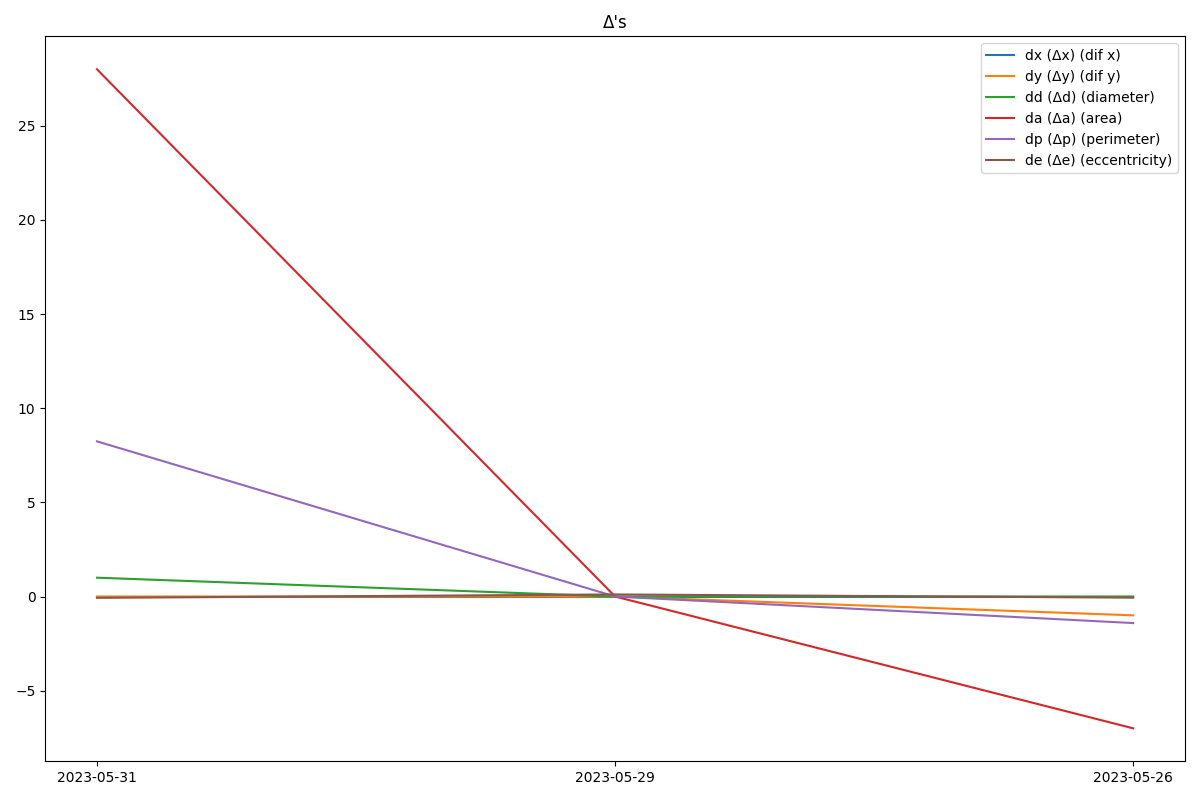 Δ's
dx (Δx) (dif x)
dy (Δy) (dif y)
dd (Δd) (diameter)
da (Δa) (area)
dp (Δp) (perimeter)
de (Δe) (eccentricity)
25
20
15
10
5
0
−5
2023-05-31 2023-05-29 2023-05-26